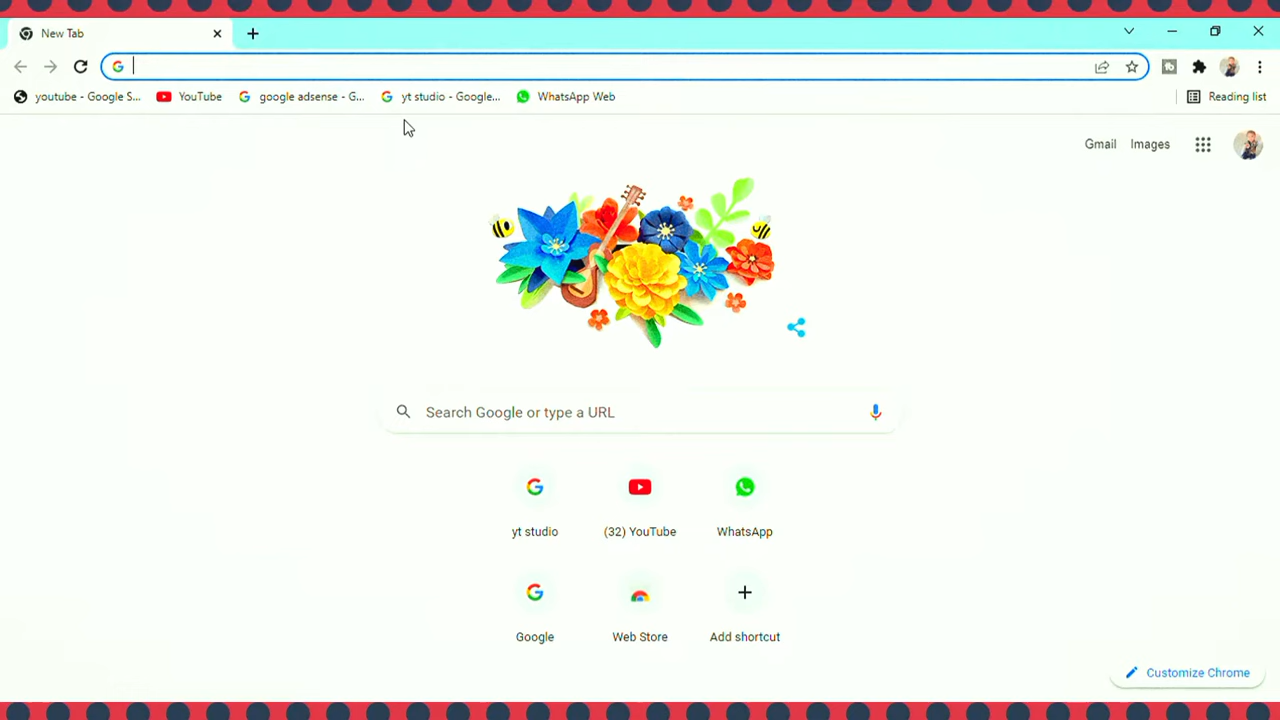 New Tab
youtube - Google S... YouTube google adsense - G... yt studio - Google... WhatsApp Web Reading list
Gmail Images
Search Google or type a URL
yt studio (32) YouTube WhatsApp
Google Web Store Add shortcut
Customize Chrome